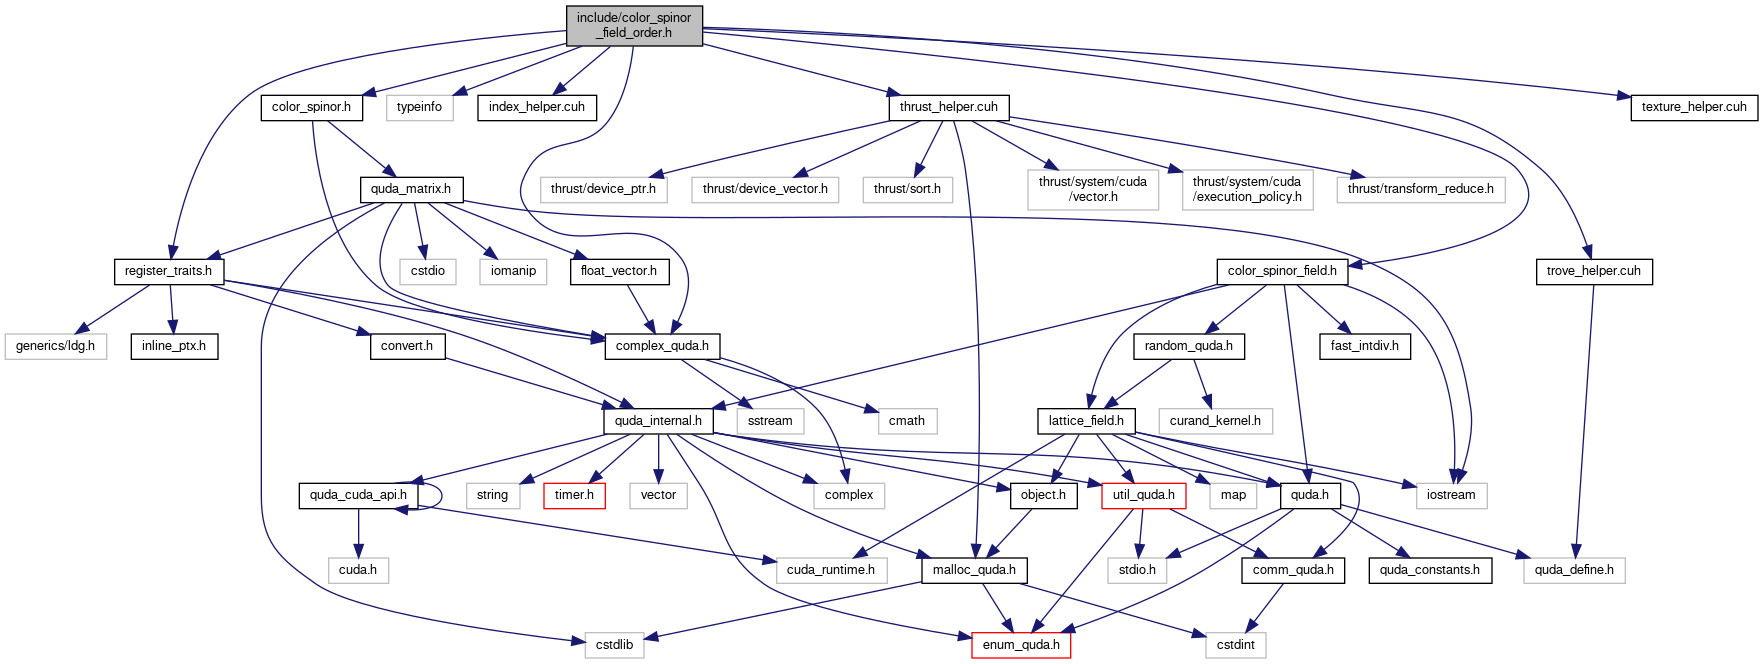 include/color_spinor
_field_order.h
color_spinor.h
typeinfo
index_helper.cuh
thrust_helper.cuh
texture_helper.cuh
quda_matrix.h
thrust/device_ptr.h
thrust/device_vector.h
thrust/sort.h
thrust/system/cuda
/vector.h
thrust/system/cuda
/execution_policy.h
thrust/transform_reduce.h
register_traits.h
cstdio
iomanip
float_vector.h
color_spinor_field.h
trove_helper.cuh
generics/ldg.h
inline_ptx.h
convert.h
complex_quda.h
random_quda.h
fast_intdiv.h
quda_internal.h
sstream
cmath
lattice_field.h
curand_kernel.h
quda_cuda_api.h
string
timer.h
vector
complex
object.h
util_quda.h
map
quda.h
iostream
cuda.h
cuda_runtime.h
malloc_quda.h
stdio.h
comm_quda.h
quda_constants.h
quda_define.h
cstdlib
enum_quda.h
cstdint